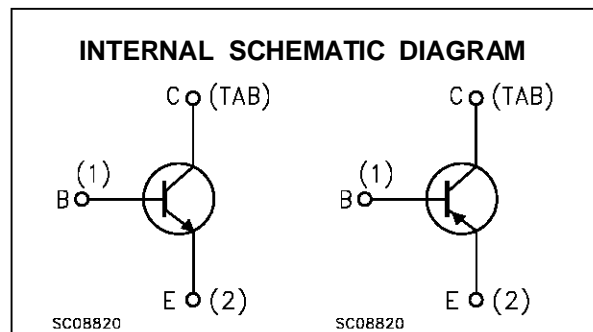 INTERNAL SCHEMATIC DIAGRAM
C (TAB) C (TAB)
(1) (1)
B B
E (2) E (2)
SC08820 SC08820